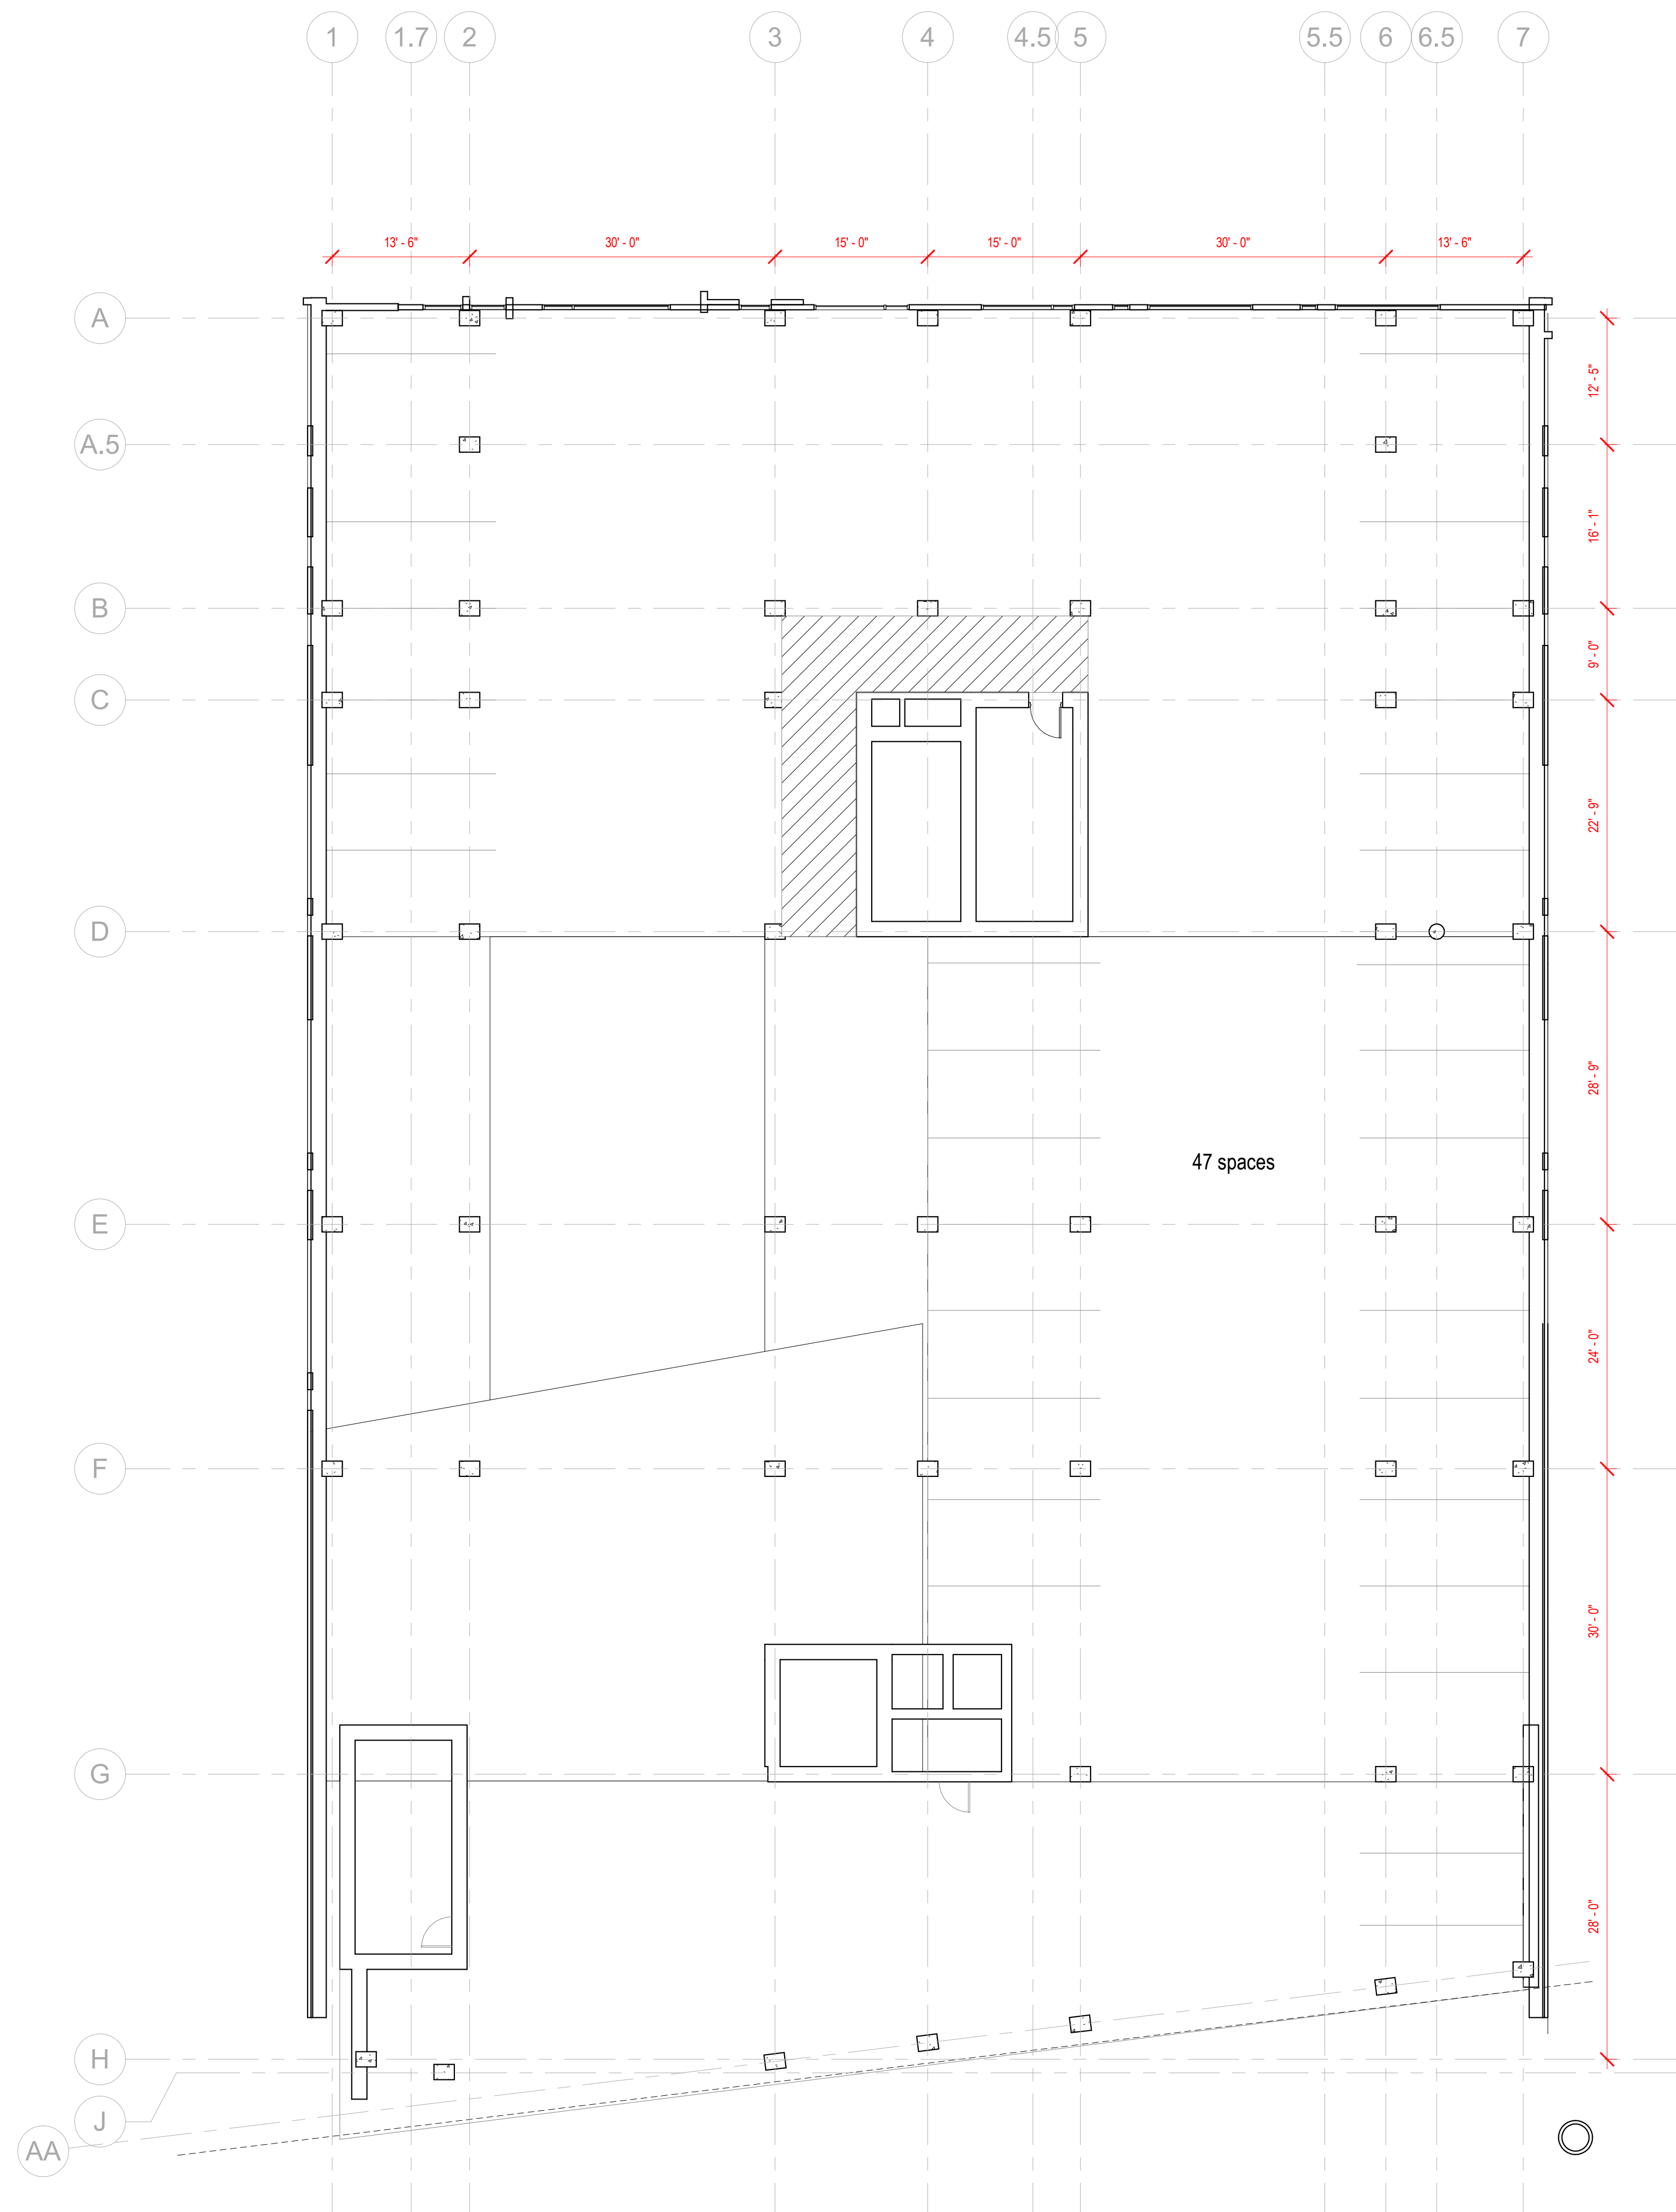 1 1.7 2 3 4 4.5 5 5.5 6 6.5 7
13' - 6" 30' - 0" 15' - 0" 15' - 0" 30' - 0" 13' - 6"
A
12' - 5"
A.5
16' - 1"
B
9' - 0"
C
22' - 9"
D
28' - 9"
47 spaces
E
24' - 0"
F
30' - 0"
G
28' - 0"
H
J
AA